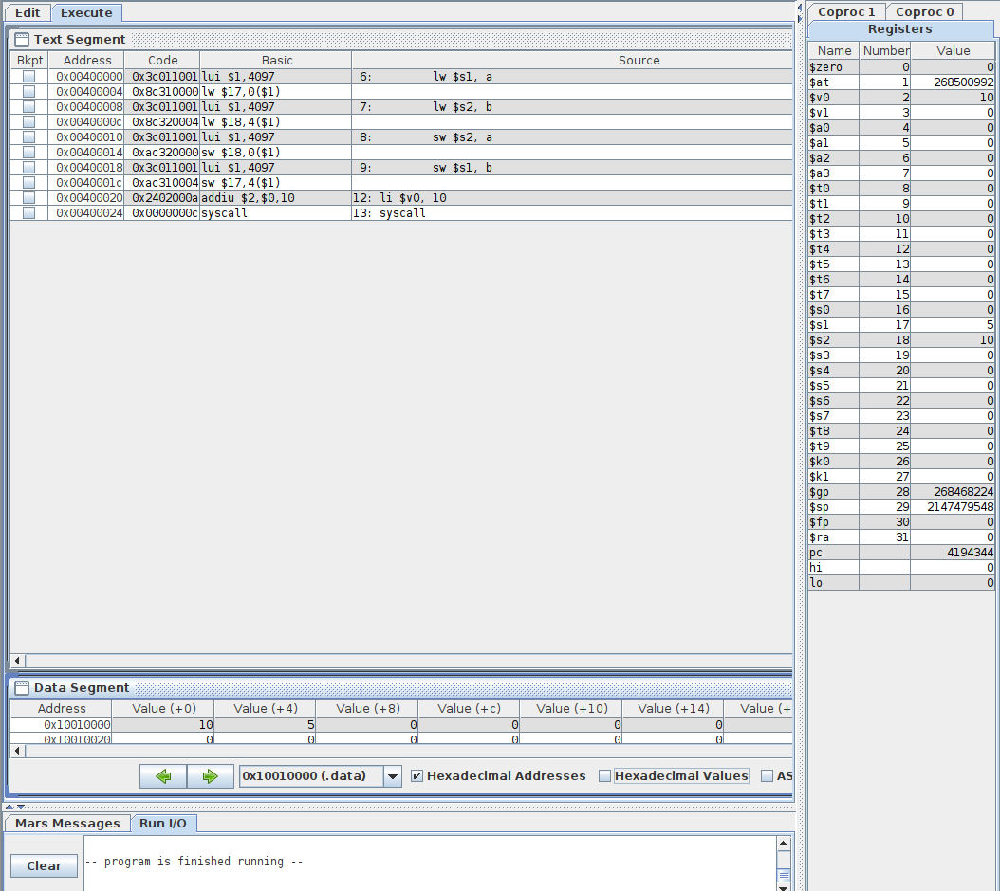 Edit Execute
Text Segment
Bkpt Address Code Basic Source
0x00400000 0x3c011001 lui $1,4097 6: lw $s1, a
0x00400004 0x8c310000 lw $17,0($1)
0x00400008 0x3c011001 lui $1,4097 7: lw $s2, b
0x0040000c 0x8c320004 lw $18,4($1)
0x00400010 0x3c011001 lui $1,4097 8: sw $s2, a
0x00400014 0xac320000 sw $18,0($1)
0x00400018 0x3c011001 lui $1,4097 9: sw $s1, b
0x0040001c 0xac310004 sw $17,4($1)
0x00400020 0x2402000a addiu $2,$0,10 12: li $v0, 10
0x00400024 0x0000000c syscall 13: syscall
Data Segment
Address Value (+0) Value (+4) Value (+8) Value (+c) Value (+10) Value (+14) Value (+
0x10010000 10 5 0 0 0 0
0x10010020 0 0 0 0 0 0
0x10010000 (.data) Hexadecimal Addresses Hexadecimal Values AS
Mars Messages Run I/O
Clear
-- program is finished running --
Coproc 1 Coproc 0
Registers
Name Number Value
$zero 0 0
$at 1 268500992
$v0 2 10
$v1 3 0
$a0 4 0
$a1 5 0
$a2 6 0
$a3 7 0
$t0 8 0
$t1 9 0
$t2 10 0
$t3 11 0
$t4 12 0
$t5 13 0
$t6 14 0
$t7 15 0
$s0 16 0
$s1 17 5
$s2 18 10
$s3 19 0
$s4 20 0
$s5 21 0
$s6 22 0
$s7 23 0
$t8 24 0
$t9 25 0
$k0 26 0
$k1 27 0
$gp 28 268468224
$sp 29 2147479548
$fp 30 0
$ra 31 0
pc 4194344
hi 0
lo 0